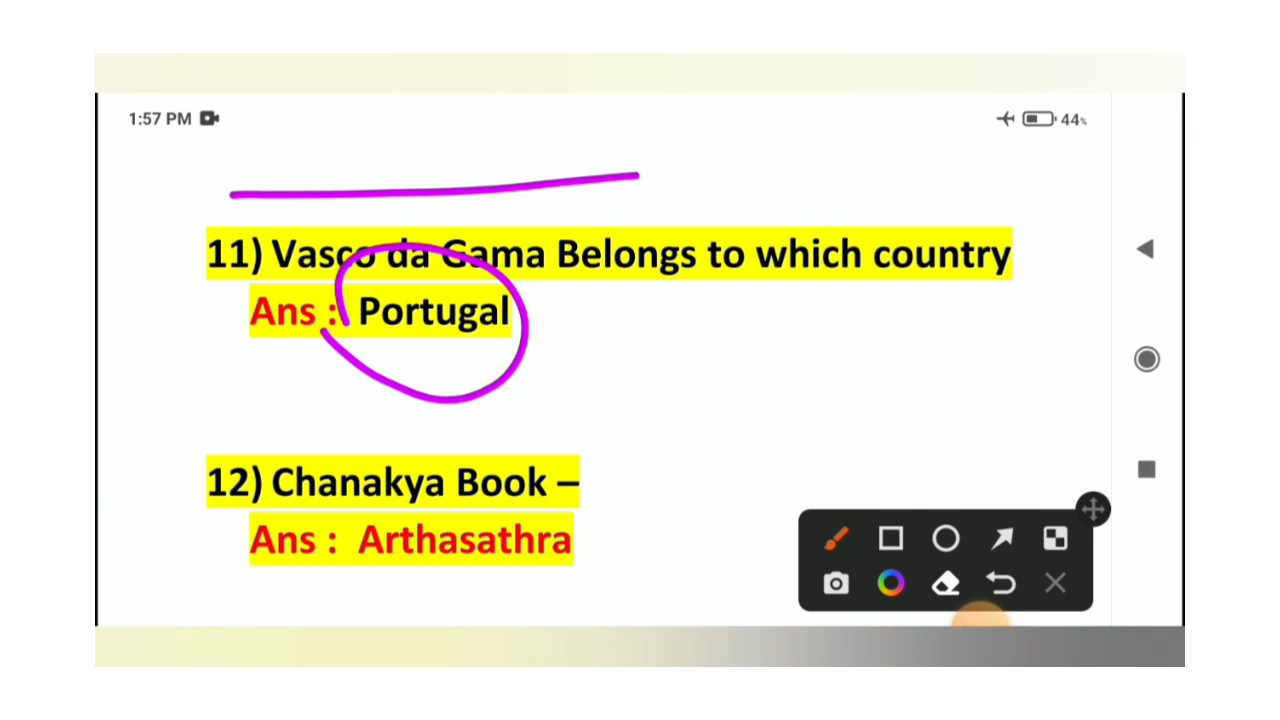 1:57 PM 44%
11) Vasco da Gama Belongs to which country
Ans : Portugal
12) Chanakya Book –
Ans : Arthasathra